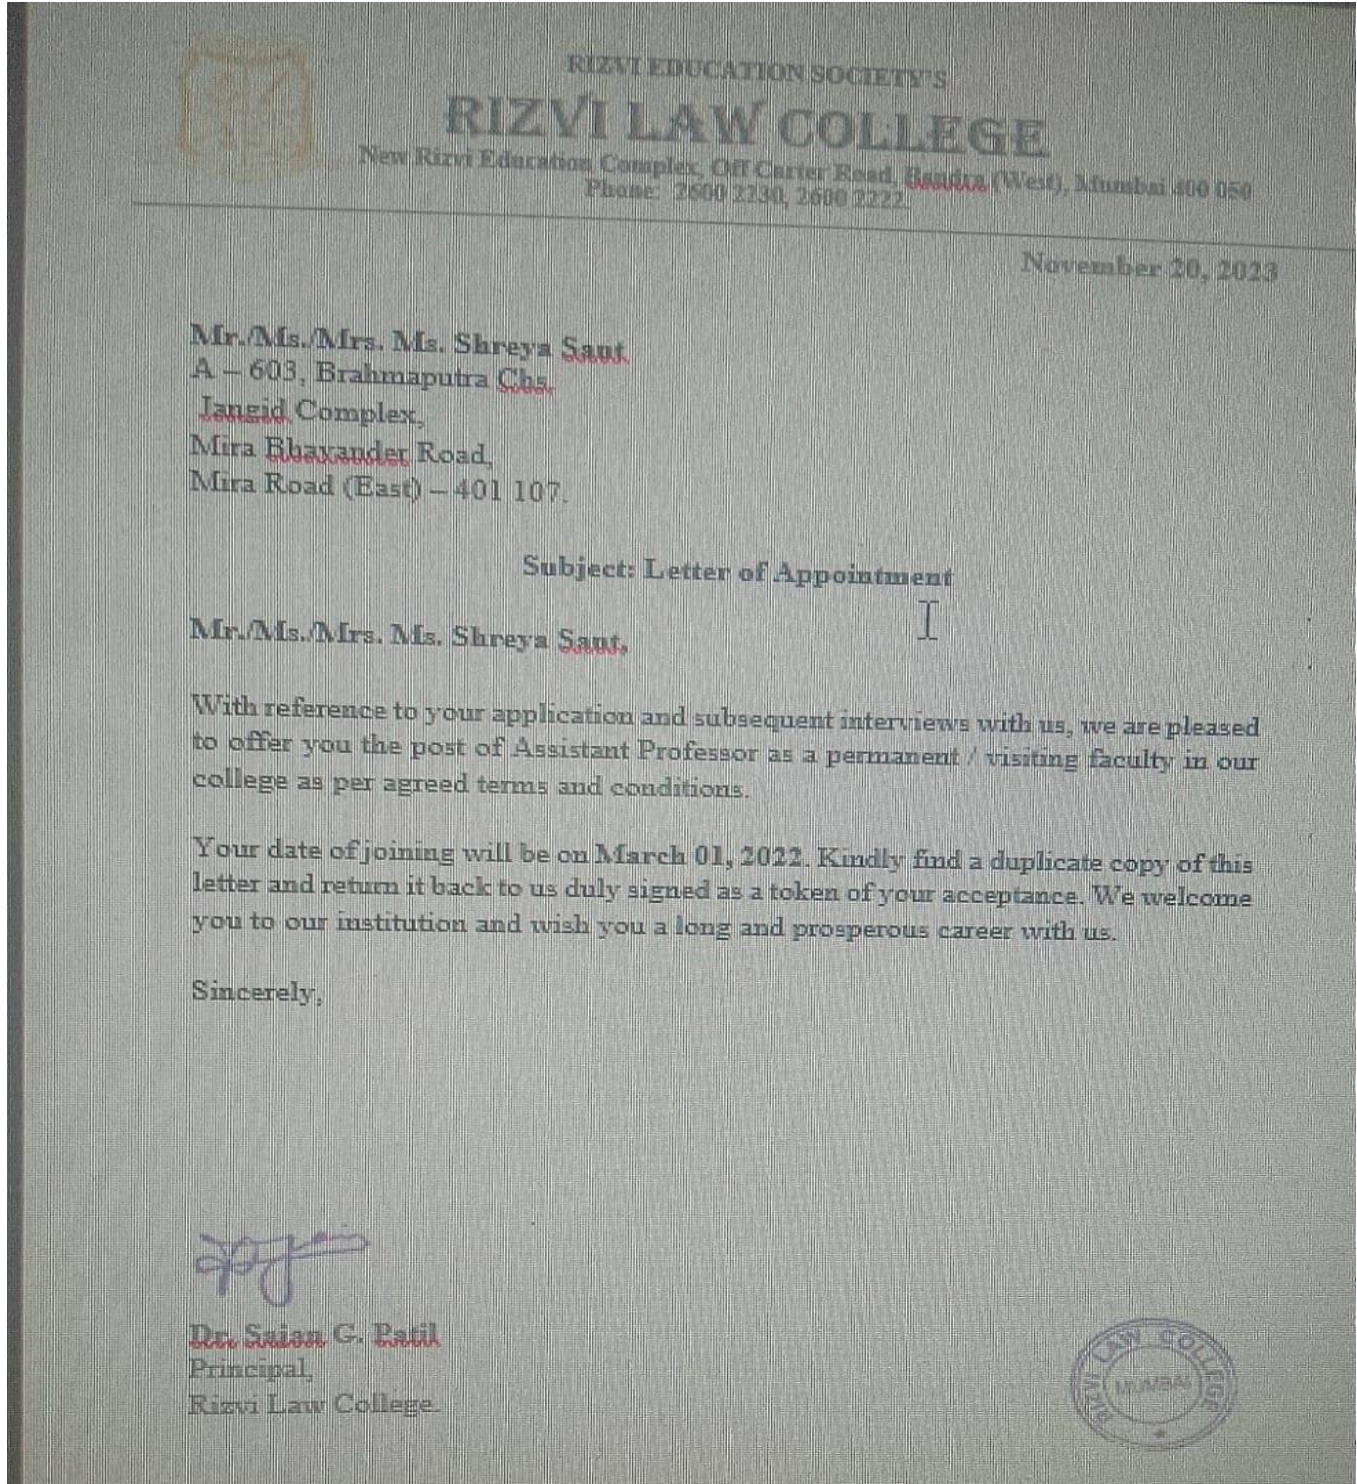 RIZVI EDUCATION SOCIETY'S
RIZVI LAW COLLEGE
New Rizvi Education Complex, Off Carter Road, Bandra (West), Mumbai 400 050
Phone: 2600 2230, 2600 2222.
November 20, 2023
Mr./Ms./Mrs. Ms. Shreya Saut.
A – 603, Brahmaputra Chs.
Jangid Complex,
Mira Bhayander Road,
Mira Road (East) – 401 107.
Subject: Letter of Appointment
Mr./Ms./Mrs. Ms. Shreya Saut,
With reference to your application and subsequent interviews with us, we are pleased
to offer you the post of Assistant Professor as a permanent / visiting faculty in our
college as per agreed terms and conditions.
Your date of joining will be on March 01, 2022. Kindly find a duplicate copy of this
letter and return it back to us duly signed as a token of your acceptance. We welcome
you to our institution and wish you a long and prosperous career with us.
Sincerely,
Dr. Sajan G. Patil
Principal,
Rizvi Law College.
RIZVI LAW COLLEGE
MUMBAI